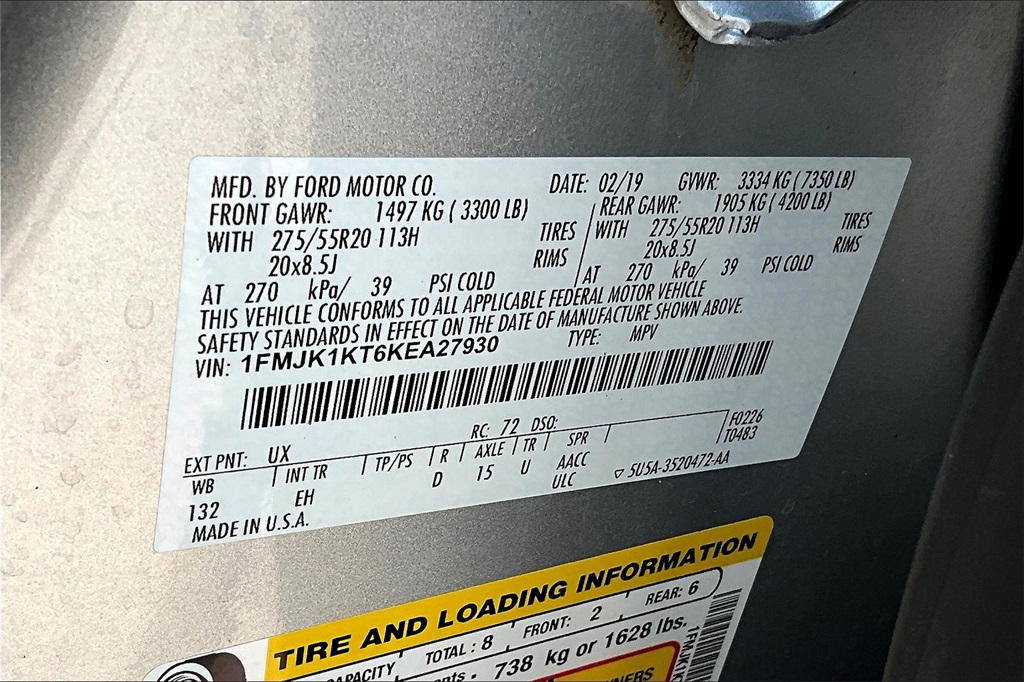 MFD. BY FORD MOTOR CO. DATE: 02/19 GVWR: 3334 KG ( 7350 LB)
FRONT GAWR: 1497 KG ( 3300 LB) REAR GAWR: 1905 KG ( 4200 LB)
WITH 275/55R20 113H TIRES WITH 275/55R20 113H TIRES
20x8.5J RIMS 20x8.5J RIMS
AT 270 kPa/ 39 PSI COLD AT 270 kPa/ 39 PSI COLD
THIS VEHICLE CONFORMS TO ALL APPLICABLE FEDERAL MOTOR VEHICLE
SAFETY STANDARDS IN EFFECT ON THE DATE OF MANUFACTURE SHOWN ABOVE.
VIN: 1FMJK1KT6KEA27930 TYPE: MPV
EXT PNT: UX RC: 72 DSO: F0226
WB INT TR TP/PS R AXLE TR SPR T0483
132 EH D 15 U AACC
ULC ▽ 5U5A-3520472-AA
MADE IN U.S.A.
TIRE AND LOADING INFORMATION
TOTAL : 8 FRONT: 2 REAR: 6
738 kg or 1628 lbs.